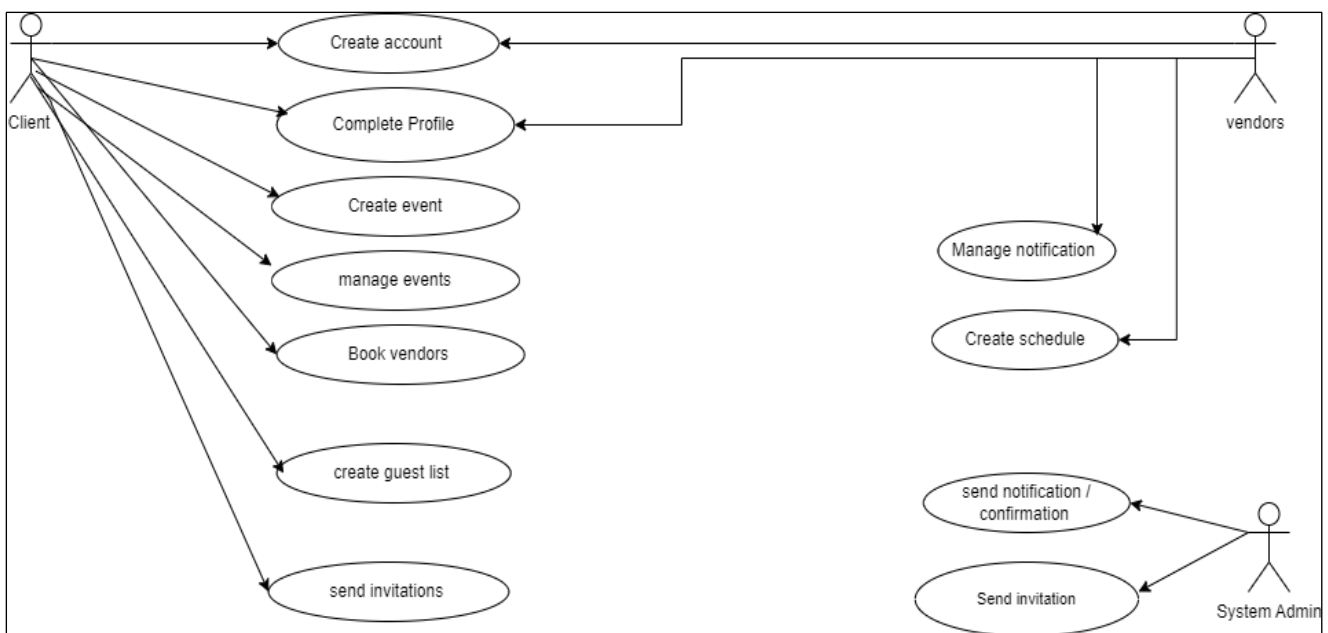 Create account
Client
Complete Profile
vendors
Create event
Manage notification
manage events
Create schedule
Book vendors
create guest list
send notification /
confirmation
send invitations
Send invitation
System Admin